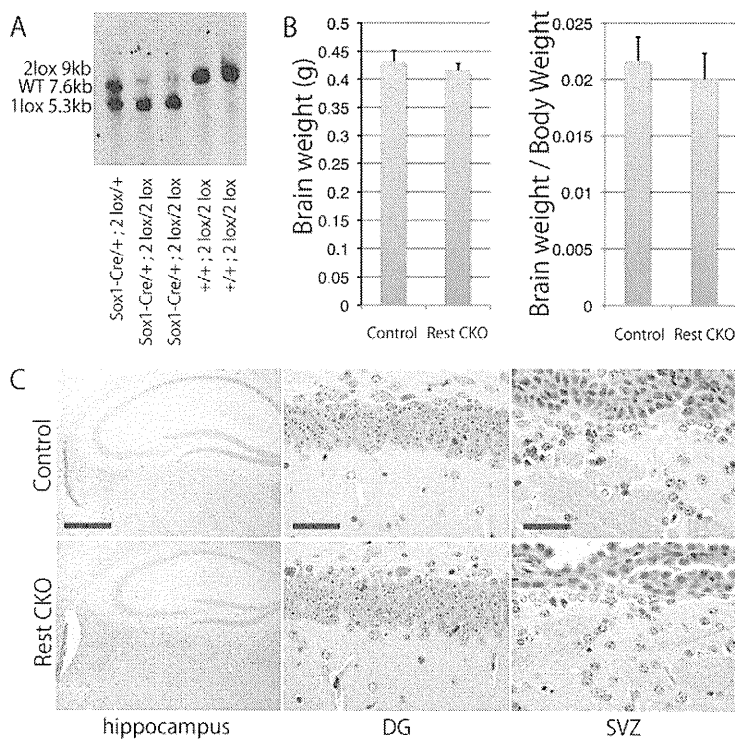 A
2lox 9kb
WT 7.6kb
1lox 5.3kb
Sox1-Cre/+ ; 2 lox/+
Sox1-Cre/+ ; 2 lox/2 lox
Sox1-Cre/+ ; 2 lox/2 lox
+/+ ; 2 lox/2 lox
+/+ ; 2 lox/2 lox
B
Brain weight (g)
0.5
0.45
0.4
0.35
0.3
0.25
0.2
0.15
0.1
0.05
0
Control Rest CKO
Brain weight / Body Weight
0.025
0.02
0.015
0.01
0.005
0
Control Rest CKO
C
Control
Rest CKO
hippocampus
DG
SVZ